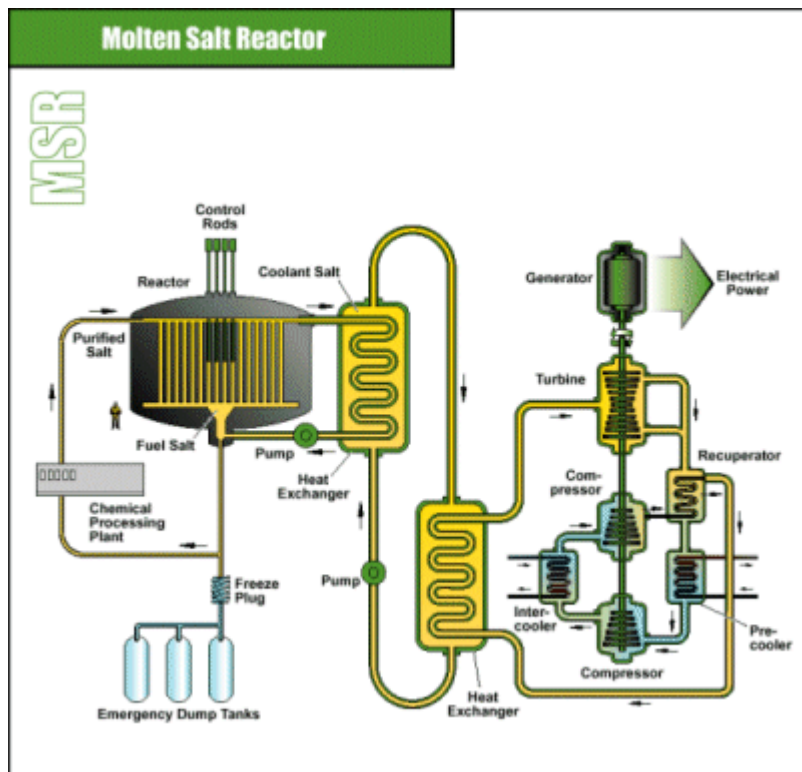 Molten Salt Reactor
MSR
Control
Rods
Reactor
Coolant Salt
Purified
Salt
Fuel Salt
Pump
Heat
Exchanger
Chemical
Processing
Plant
Freeze
Plug
Emergency Dump Tanks
Pump
Heat
Exchanger
Generator
Electrical
Power
Turbine
Recuperator
Com-
pressor
Inter-
cooler
Pre-
cooler
Compressor